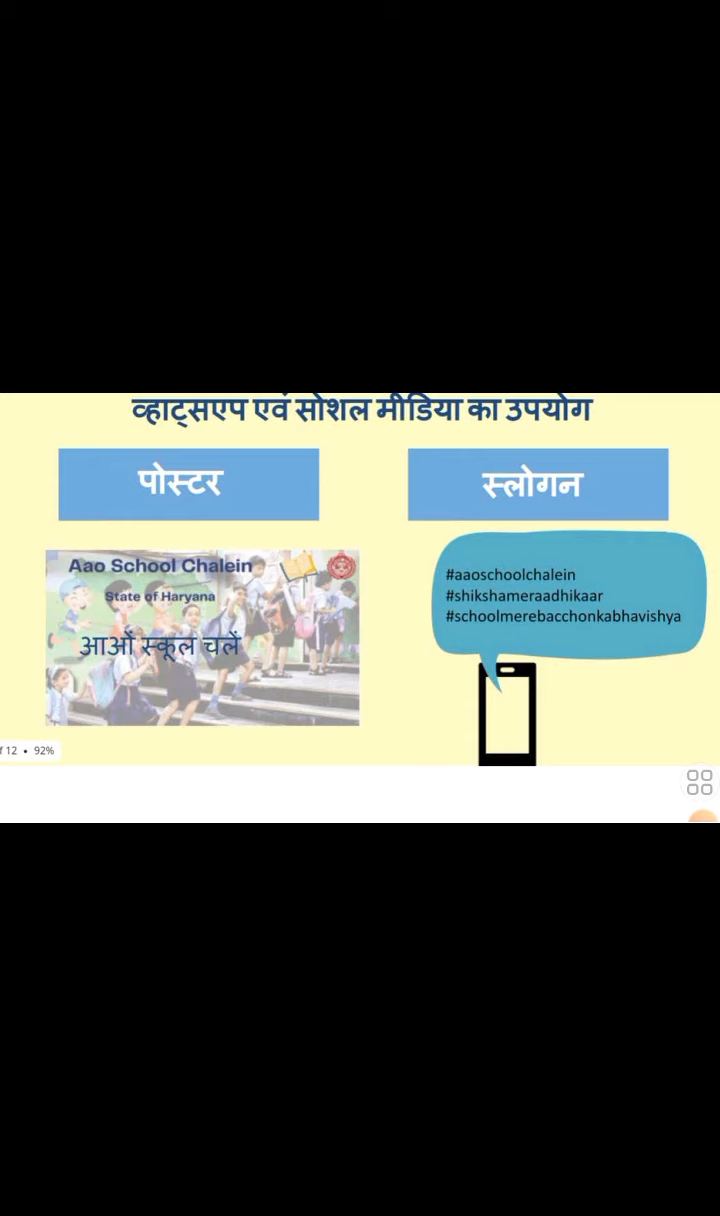 व्हाट्सएप एवं सोशल मीडिया का उपयोग
पोस्टर
स्लोगन
Aao School Chalein
State of Haryana
आओं स्कूल चलें
#aaoschoolchalein
#shikshameraadhikaar
#schoolmerebacchonkabhavishya
12 • 92%